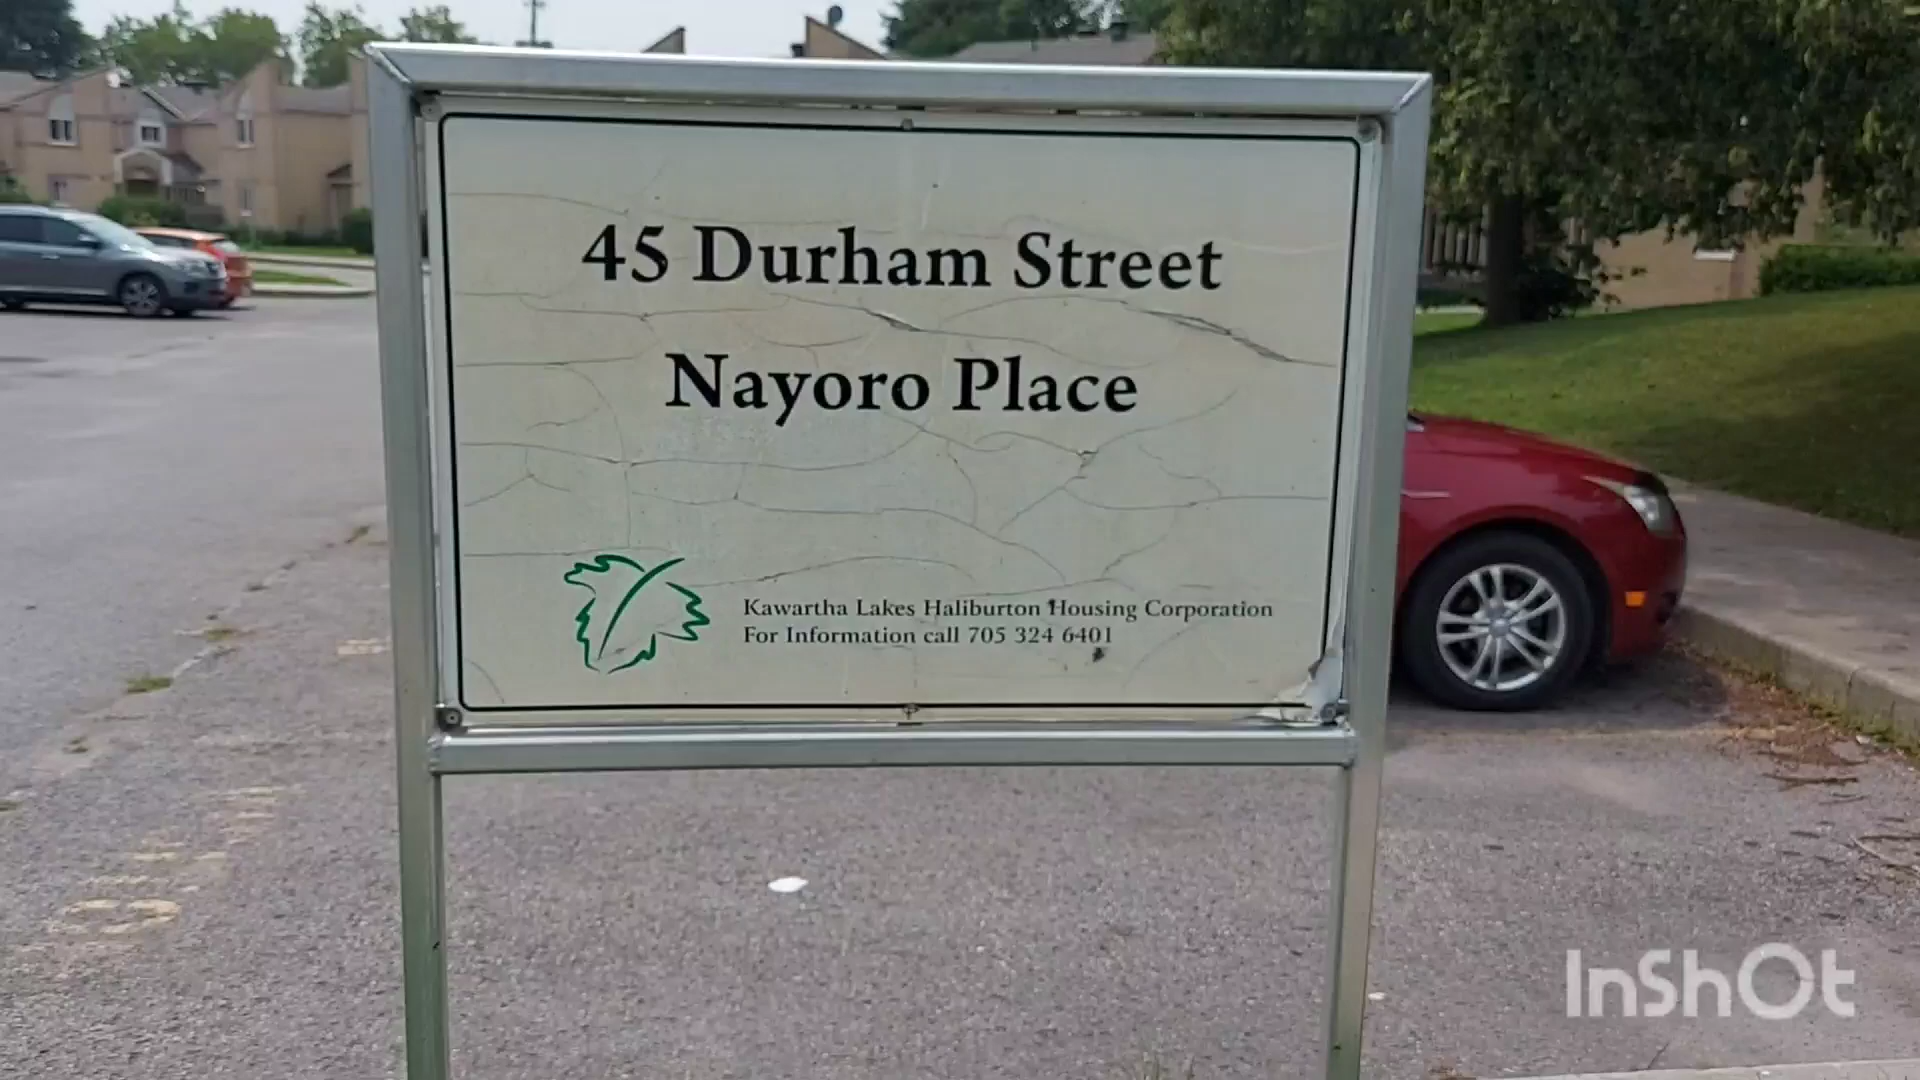 45 Durham Street
Nayoro Place
Kawartha Lakes Haliburton Housing Corporation
For Information call 705 324 6401
InShOt